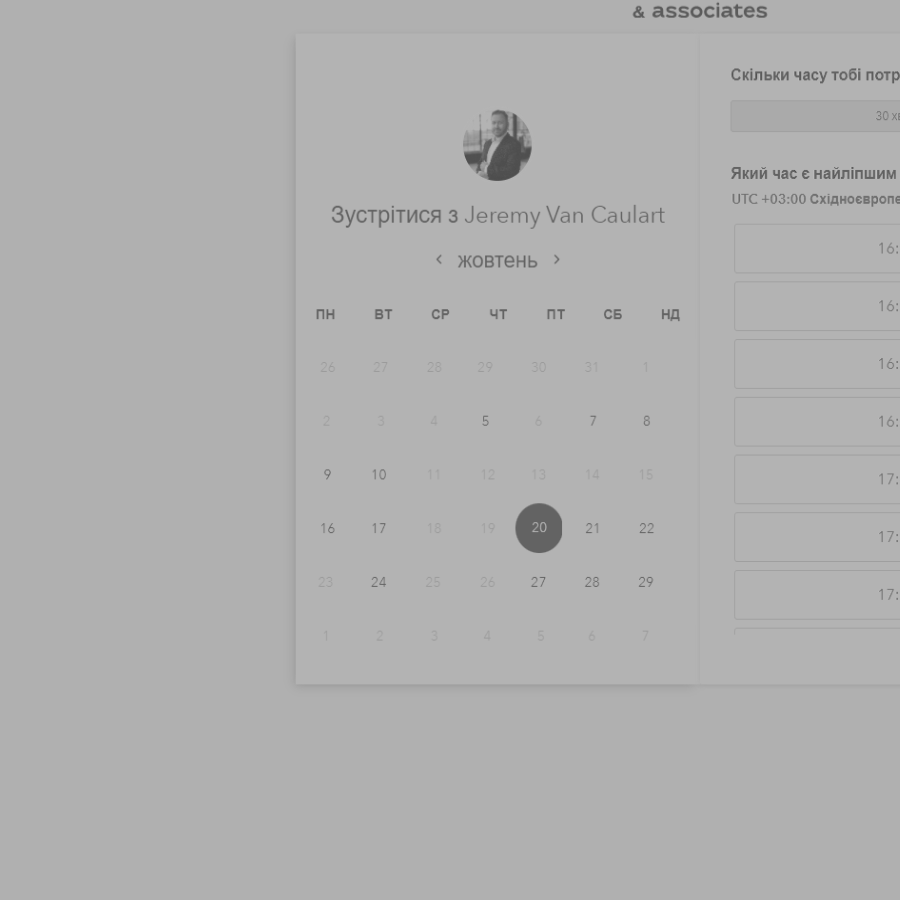 & associates
Зустрітися з Jeremy Van Caulart
‹ жовтень ›
ПН ВТ СР ЧТ ПТ СБ НД
26 27 28 29 30 31 1
2 3 4 5 6 7 8
9 10 11 12 13 14 15
16 17 18 19 20 21 22
23 24 25 26 27 28 29
1 2 3 4 5 6 7
Скільки часу тобі потр
30 хв
Який час є найліпшим
UTC +03:00 Східноєвропе
16:
16:
16:
16:
17:
17:
17: